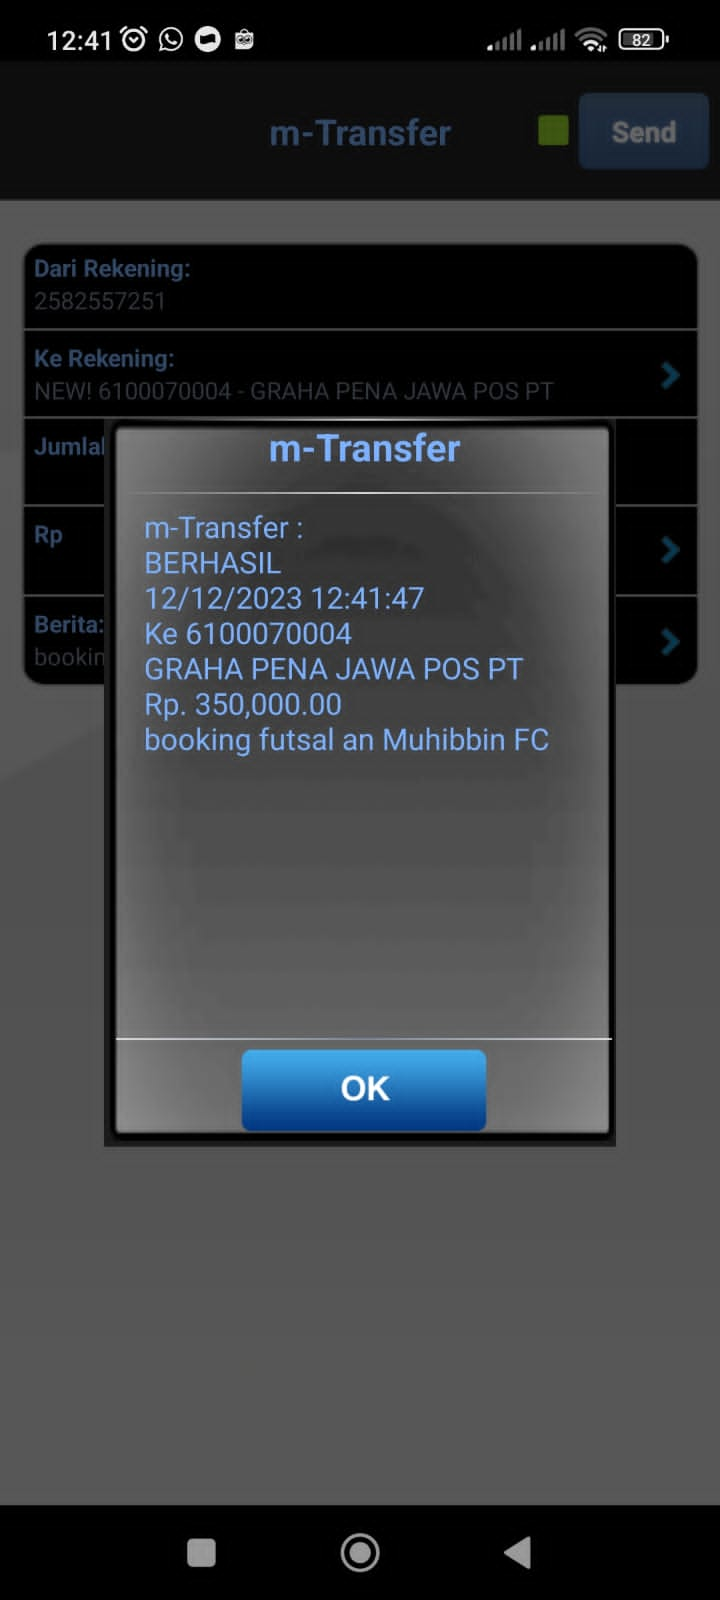 12:41
82
m-Transfer
Send
Dari Rekening:
2582557251
Ke Rekening:
NEW! 6100070004 - GRAHA PENA JAWA POS PT
Rp
Berita:
m-Transfer
m-Transfer :
BERHASIL
12/12/2023 12:41:47
Ke 6100070004
GRAHA PENA JAWA POS PT
Rp. 350,000.00
booking futsal an Muhibbin FC
OK